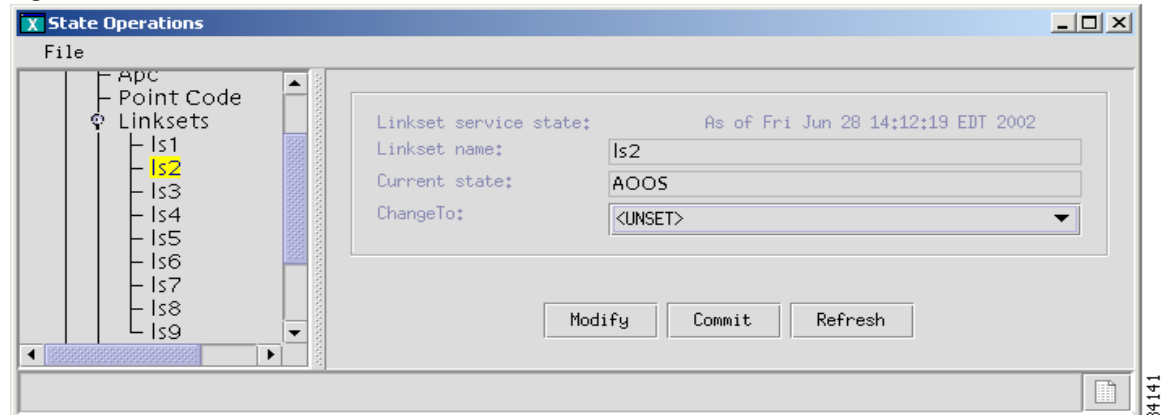 State Operations
File
Apc
Point Code
Linksets
ls1
ls2
ls3
ls4
ls5
ls6
ls7
ls8
ls9
Linkset service state: As of Fri Jun 28 14:12:19 EDT 2002
Linkset name: ls2
Current state: AOOS
ChangeTo: <UNSET>
Modify Commit Refresh